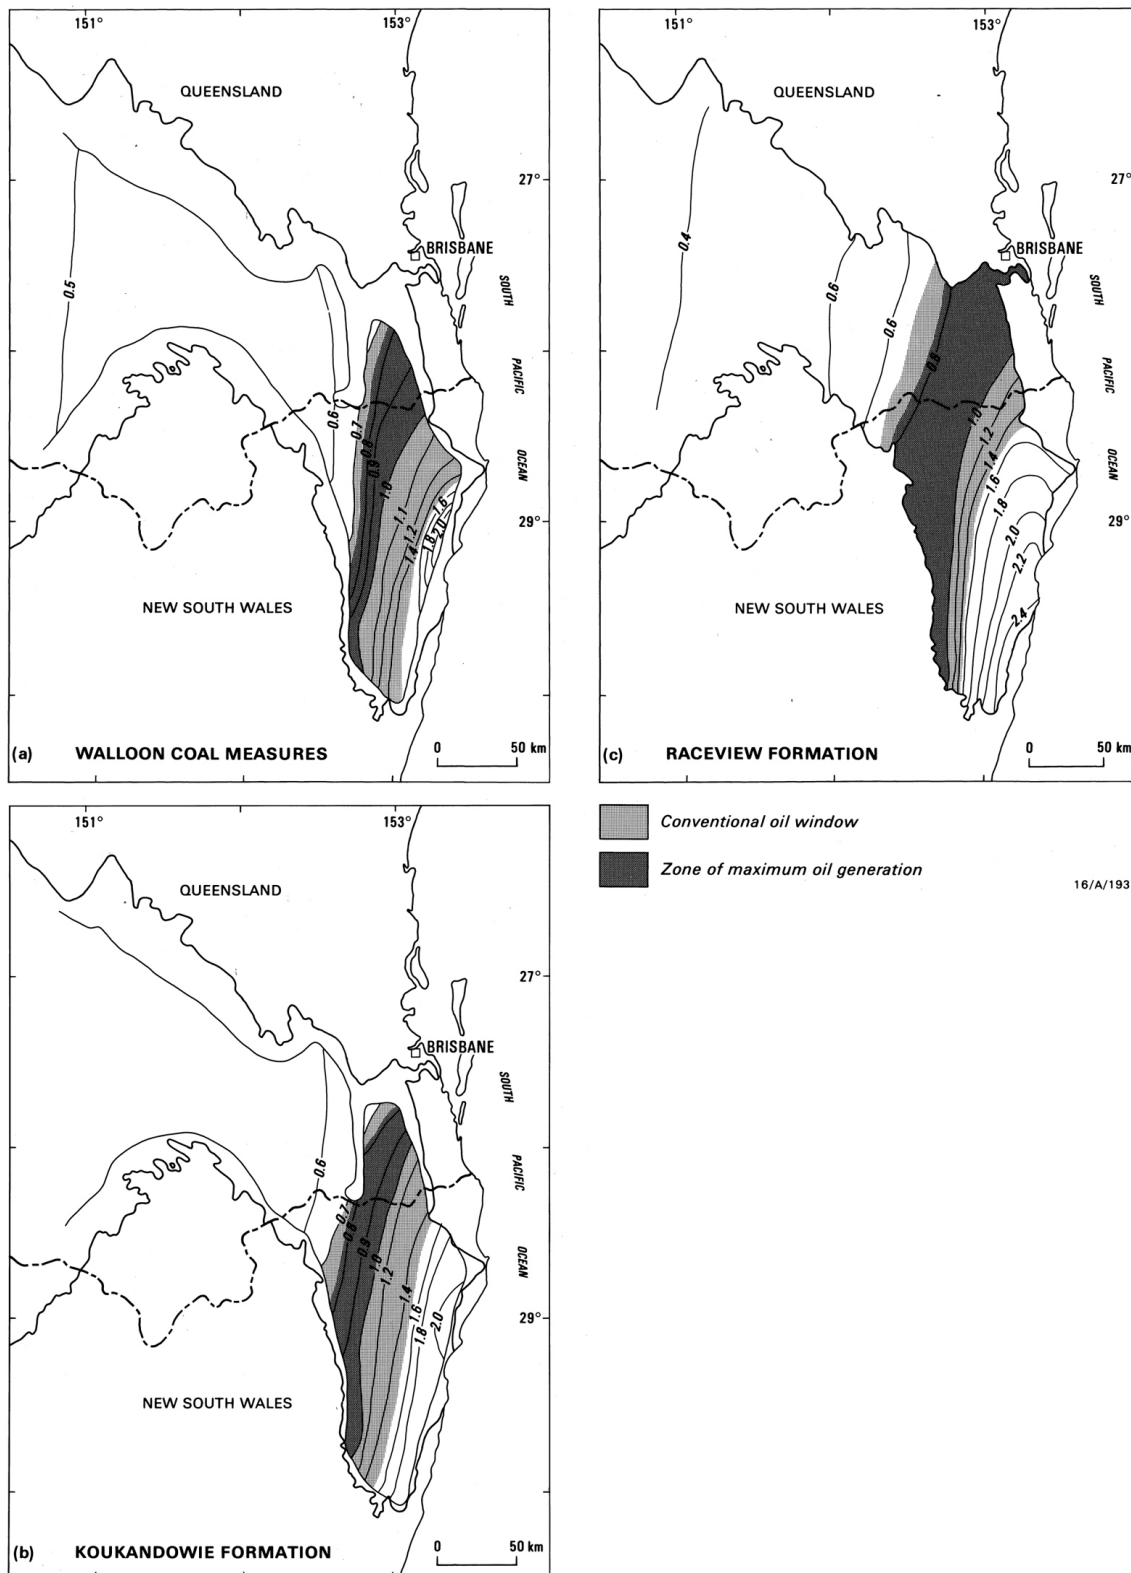 151°
153°
QUEENSLAND
27°
BRISBANE
SOUTH
PACIFIC
OCEAN
0.5
0.6
0.7
0.8
0.9
1.0
1.1
1.2
1.4
1.6
1.8
2.0
29°
NEW SOUTH WALES
(a) WALLOON COAL MEASURES
0 50 km
151°
153°
QUEENSLAND
27°
BRISBANE
SOUTH
PACIFIC
OCEAN
0.4
0.6
0.6
0.8
1.0
1.2
1.4
1.6
1.8
2.0
2.2
2.4
29°
NEW SOUTH WALES
(c) RACEVIEW FORMATION
0 50 km
Conventional oil window
Zone of maximum oil generation
16/A/193
151°
153°
QUEENSLAND
27°
BRISBANE
SOUTH
PACIFIC
OCEAN
0.6
0.7
0.8
0.9
1.0
1.2
1.4
1.6
1.8
2.0
29°
NEW SOUTH WALES
(b) KOUKANDOWIE FORMATION
0 50 km